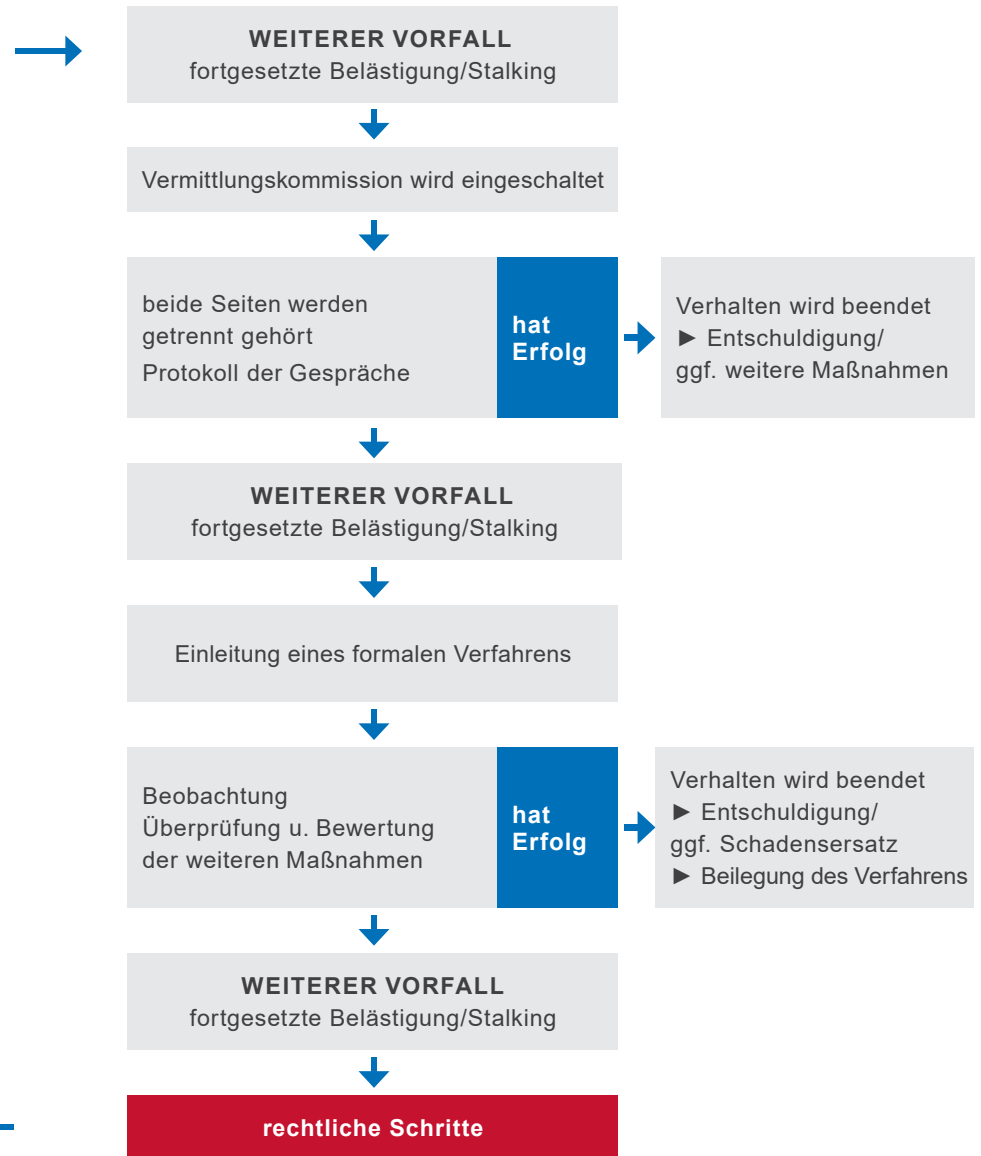 WEITERER VORFALL
fortgesetzte Belästigung/Stalking
Vermittlungskommission wird eingeschaltet
beide Seiten werden
getrennt gehört
Protokoll der Gespräche
hat
Erfolg
Verhalten wird beendet
► Entschuldigung/
ggf. weitere Maßnahmen
WEITERER VORFALL
fortgesetzte Belästigung/Stalking
Einleitung eines formalen Verfahrens
Beobachtung
Überprüfung u. Bewertung
der weiteren Maßnahmen
hat
Erfolg
Verhalten wird beendet
► Entschuldigung/
ggf. Schadensersatz
► Beilegung des Verfahrens
WEITERER VORFALL
fortgesetzte Belästigung/Stalking
rechtliche Schritte